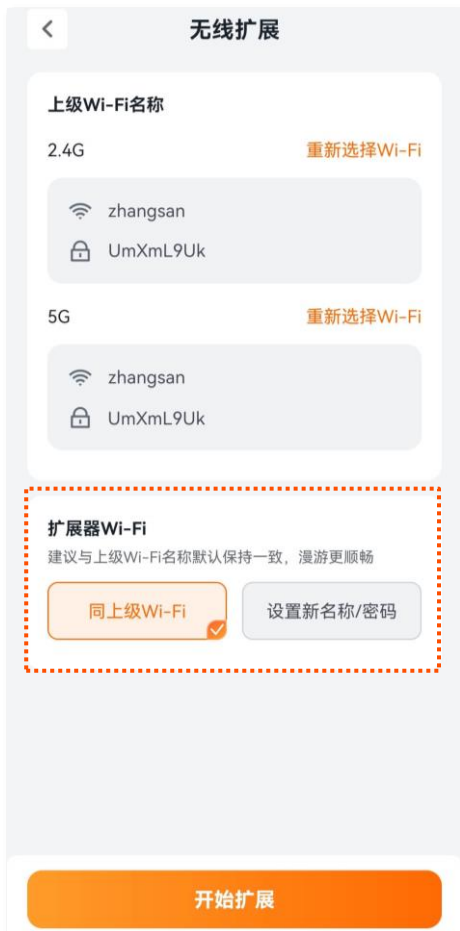 无线扩展
上级Wi-Fi名称
2.4G 重新选择Wi-Fi
zhangsan
UmXmL9Uk
5G 重新选择Wi-Fi
zhangsan
UmXmL9Uk
扩展器Wi-Fi
建议与上级Wi-Fi名称默认保持一致，漫游更顺畅
同上级Wi-Fi 设置新名称/密码
开始扩展